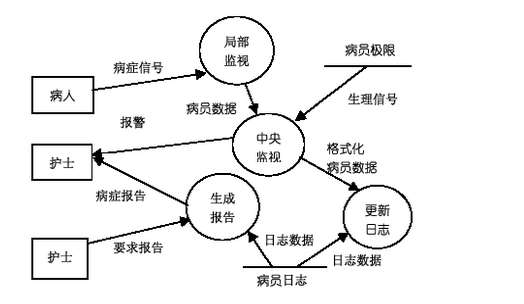 局部
监视
病员极限
病症信号
病人
生理信号
病员数据
报警
中央
监视
格式化
病员数据
护士
病症报告
生成
报告
更新
日志
日志数据
护士
要求报告
日志数据
病员日志